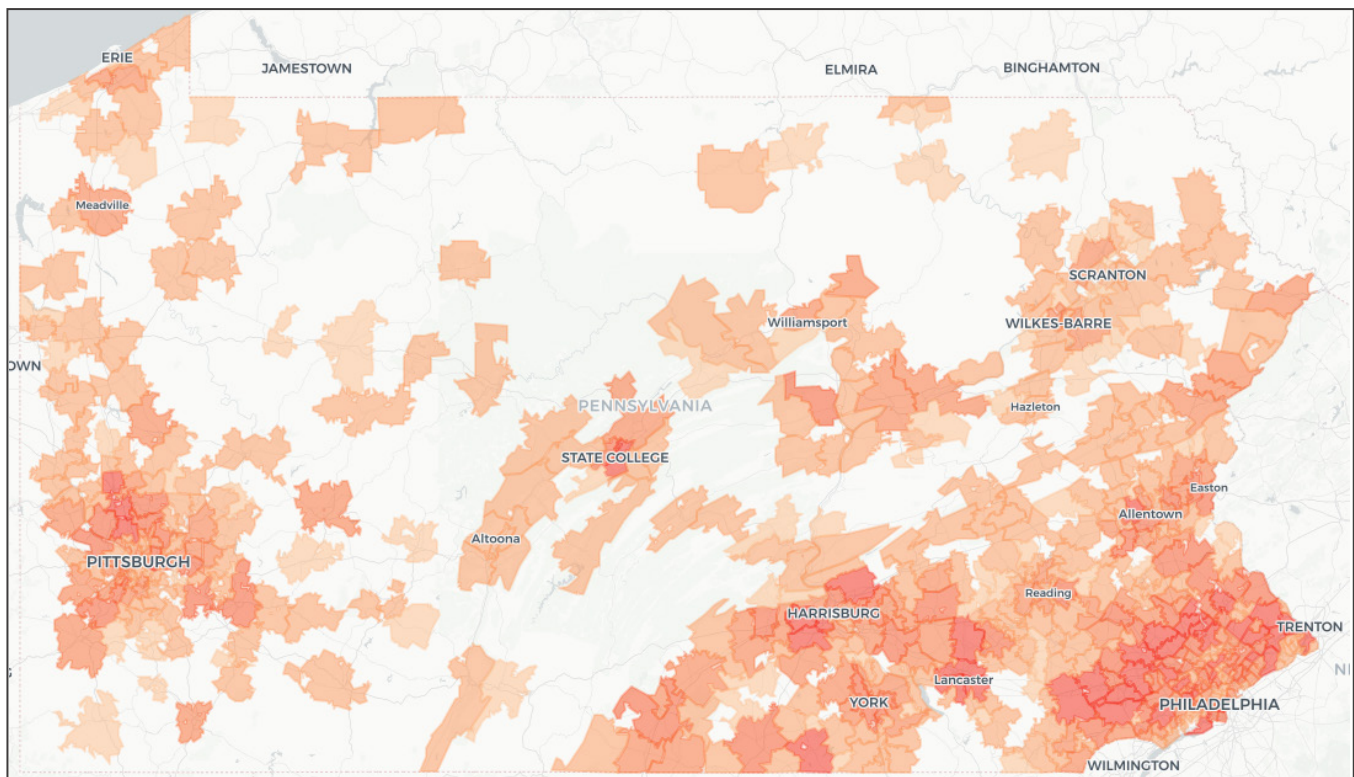 ERIE
JAMESTOWN
ELMIRA
BINGHAMTON
Meadville
SCRANTON
Williamsport
WILKES-BARRE
OWN
PENNSYLVANIA
Hazleton
STATE COLLEGE
Easton
Allentown
Altoona
PITTSBURGH
Reading
HARRISBURG
TRENTON
Lancaster
YORK
PHILADELPHIA
WILMINGTON